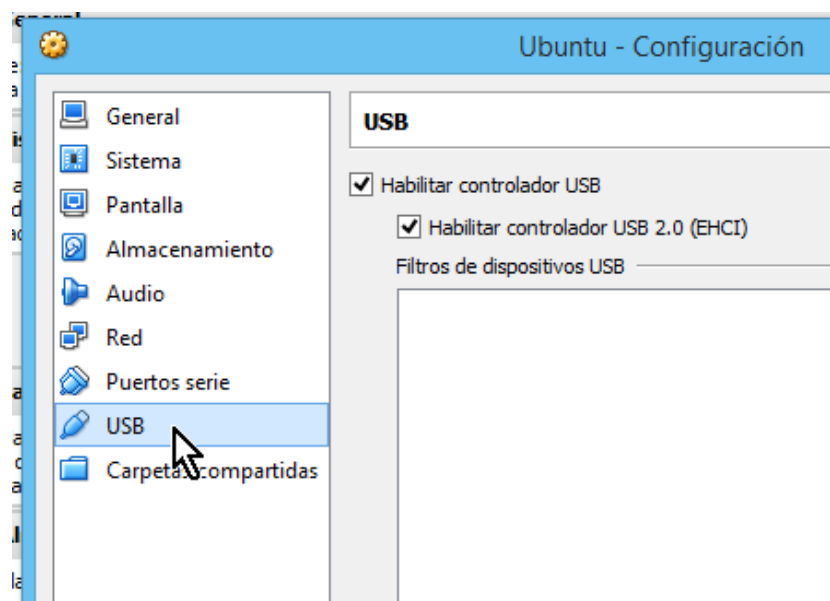 Ubuntu - Configuración
General
Sistema
Pantalla
Almacenamiento
Audio
Red
Puertos serie
USB
Carpetas compartidas
USB
Habilitar controlador USB
Habilitar controlador USB 2.0 (EHCI)
Filtros de dispositivos USB